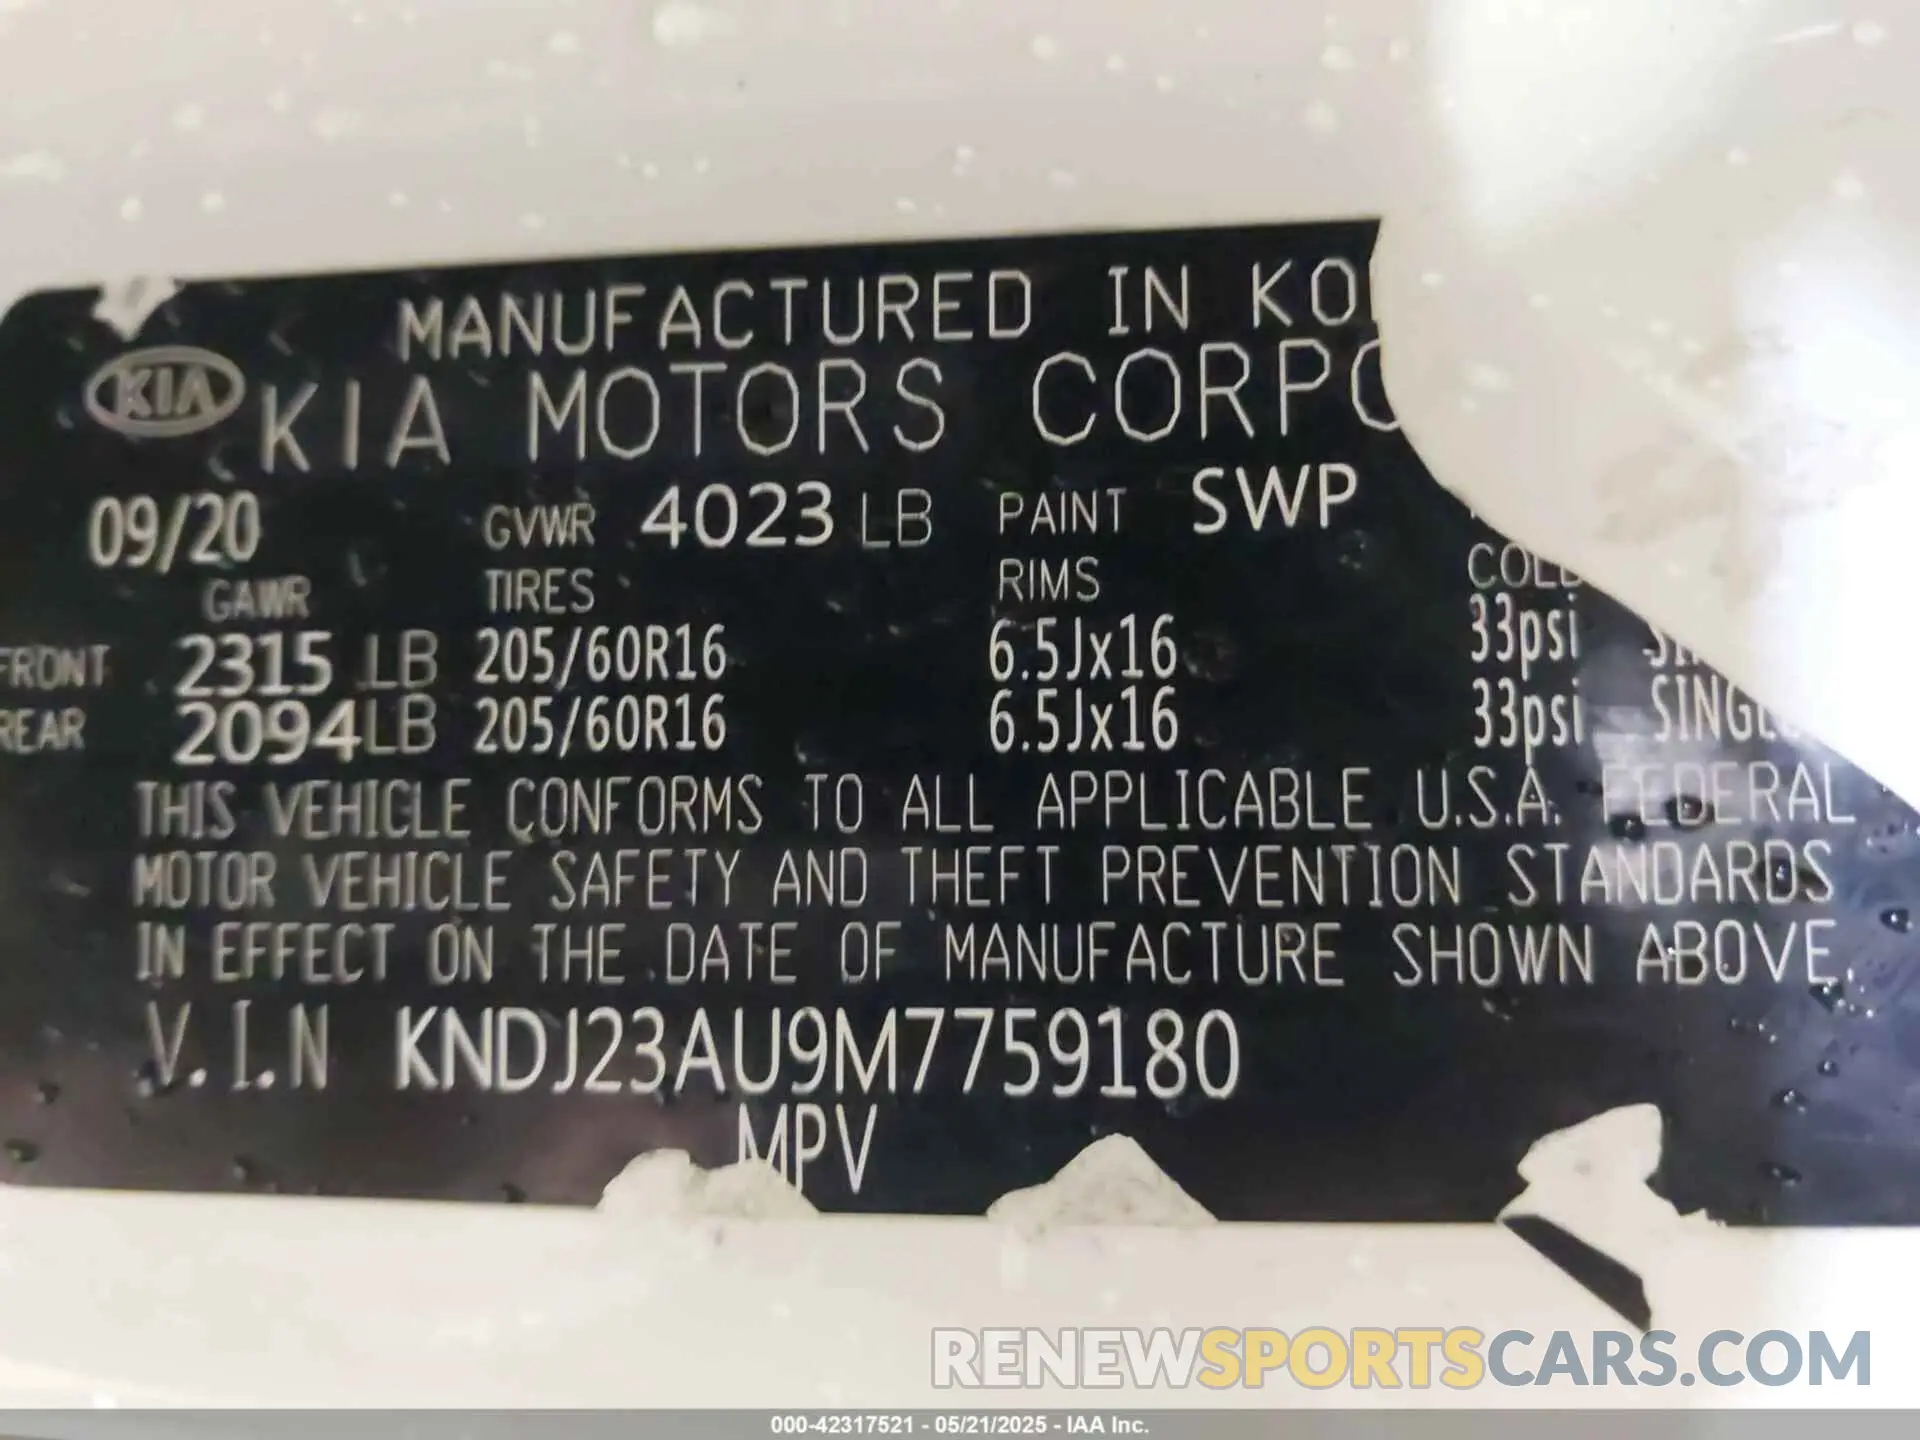 MANUFACTURED IN KO
KIA KIA MOTORS CORPO
09/20 GVWR 4023 LB PAINT SWP
GAWR TIRES RIMS COLD
FRONT 2315 LB 205/60R16 6.5Jx16 33psi
REAR 2094 LB 205/60R16 6.5Jx16 33psi SINGL
THIS VEHICLE CONFORMS TO ALL APPLICABLE U.S.A. FEDERAL
MOTOR VEHICLE SAFETY AND THEFT PREVENTION STANDARDS
IN EFFECT ON THE DATE OF MANUFACTURE SHOWN ABOVE.
V.I.N KNDJ23AU9M7759180
MPV
RENEWSPORTSCARS.COM
000-42317521 - 05/21/2025 - IAA Inc.